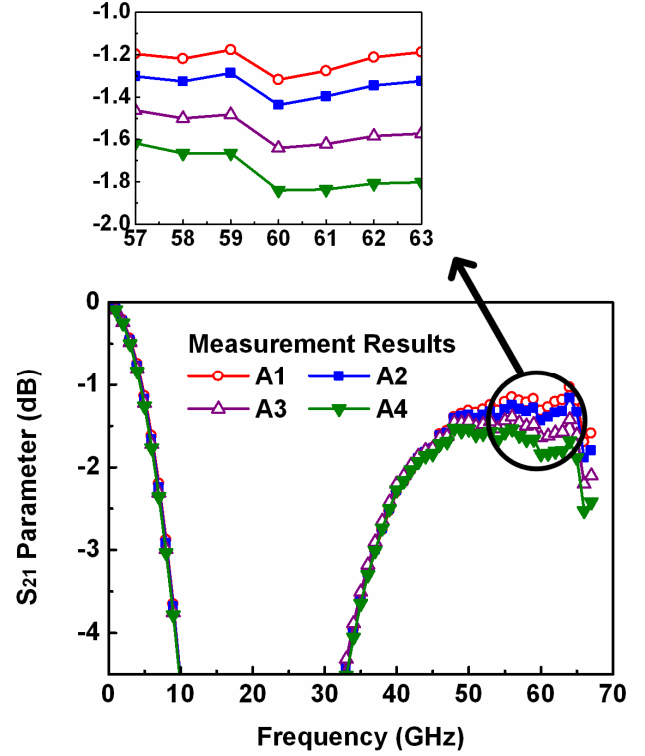 -1.0
-1.2
-1.4
-1.6
-1.8
-2.0
57 58 59 60 61 62 63
0
-1
-2
-3
-4
Measurement Results
A1 A2
A3 A4
S21 Parameter (dB)
0 10 20 30 40 50 60 70
Frequency (GHz)